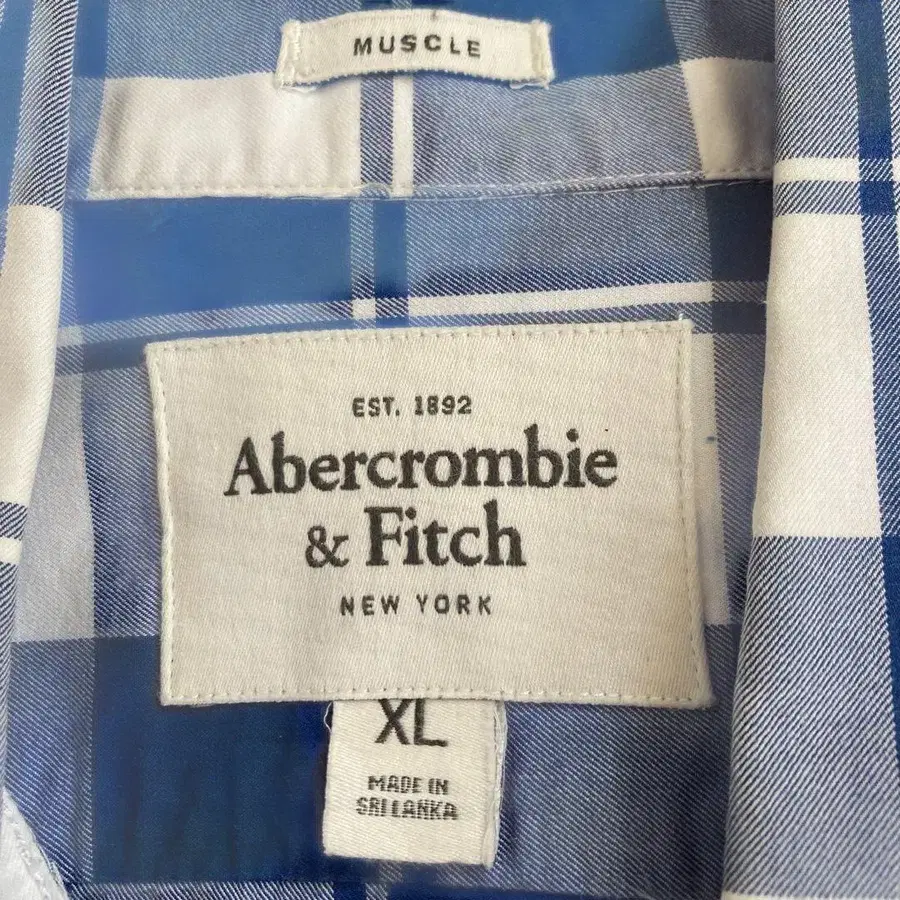 MUSCLE
EST. 1892
Abercrombie
& Fitch
NEW YORK
XL
MADE IN
SRI LANKA